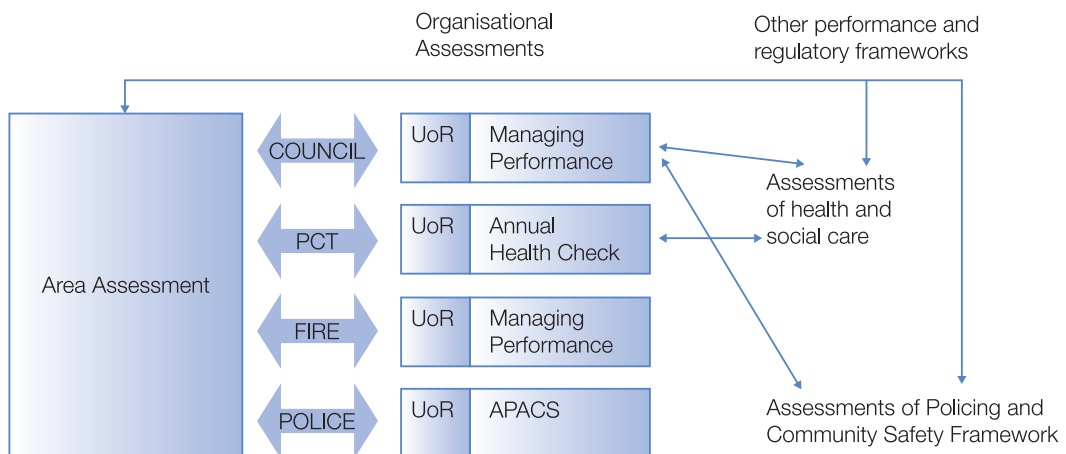 Organisational
Assessments
Other performance and
regulatory frameworks
Area Assessment
COUNCIL
UoR
Managing
Performance
PCT
UoR
Annual
Health Check
FIRE
UoR
Managing
Performance
POLICE
UoR
APACS
Assessments
of health and
social care
Assessments of Policing and
Community Safety Framework